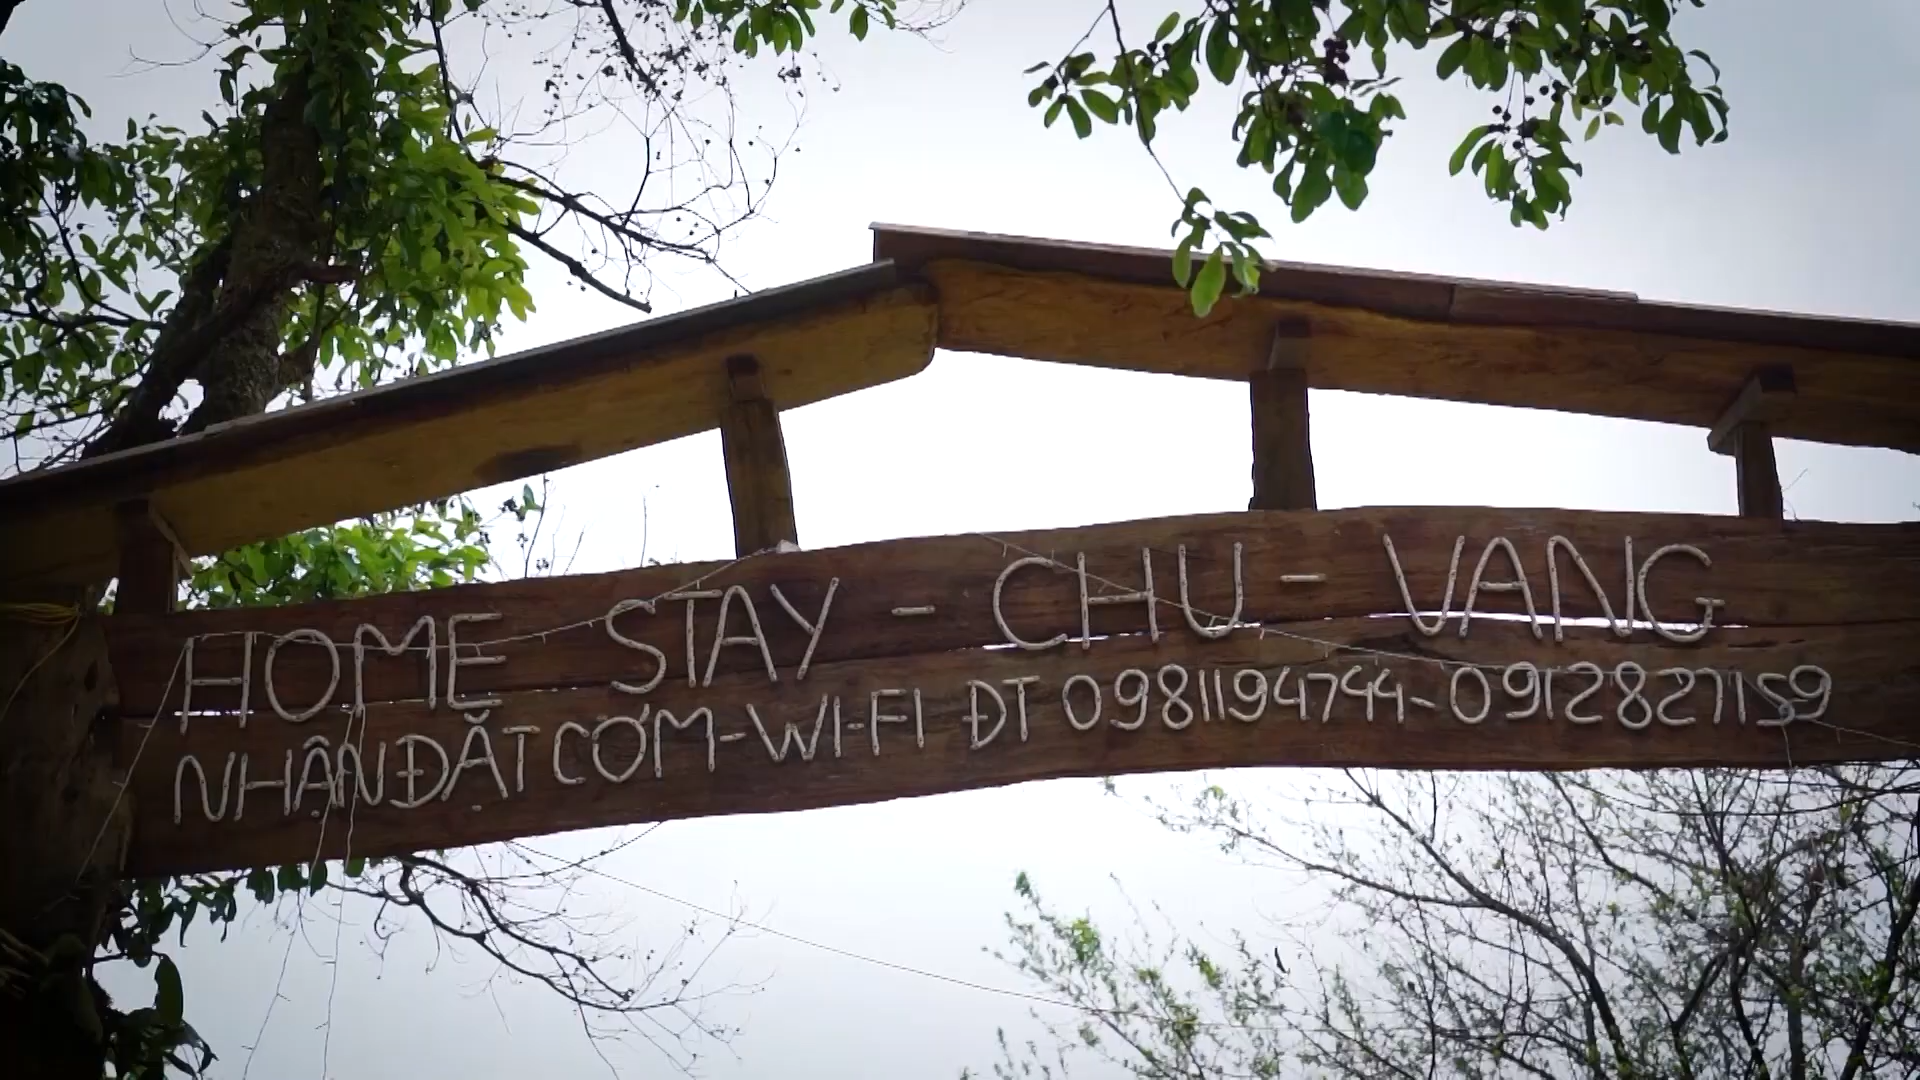 HOME STAY - CHU - VANG
NHẬN ĐẶT CƠM - WI-FI ĐT 0981194744 - 0912827159